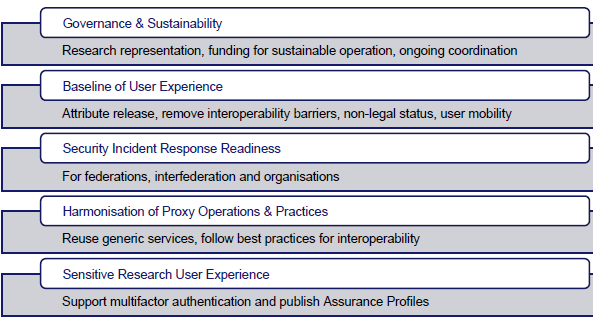 Governance & Sustainability
Research representation, funding for sustainable operation, ongoing coordination
Baseline of User Experience
Attribute release, remove interoperability barriers, non-legal status, user mobility
Security Incident Response Readiness
For federations, interfederation and organisations
Harmonisation of Proxy Operations & Practices
Reuse generic services, follow best practices for interoperability
Sensitive Research User Experience
Support multifactor authentication and publish Assurance Profiles